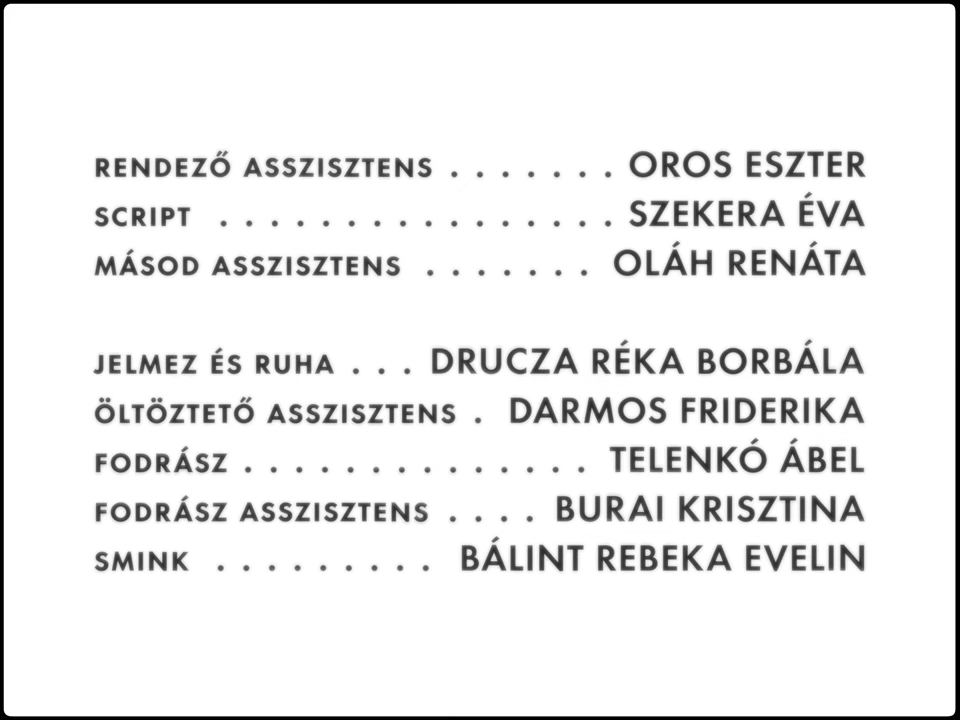 RENDEZŐ ASSZISZTENS . . . . . . . OROS ESZTER
SCRIPT . . . . . . . . . . . . . . . . SZEKERA ÉVA
MÁSOD ASSZISZTENS . . . . . . . OLÁH RENÁTA
JELMEZ ÉS RUHA . . . DRUCZA RÉKA BORBÁLA
ÖLTÖZTETŐ ASSZISZTENS . DARMOS FRIDERIKA
FODRÁSZ . . . . . . . . . . . . . . TELENKÓ ÁBEL
FODRÁSZ ASSZISZTENS . . . . BURAI KRISZTINA
SMINK . . . . . . . . . BÁLINT REBEKA EVELIN